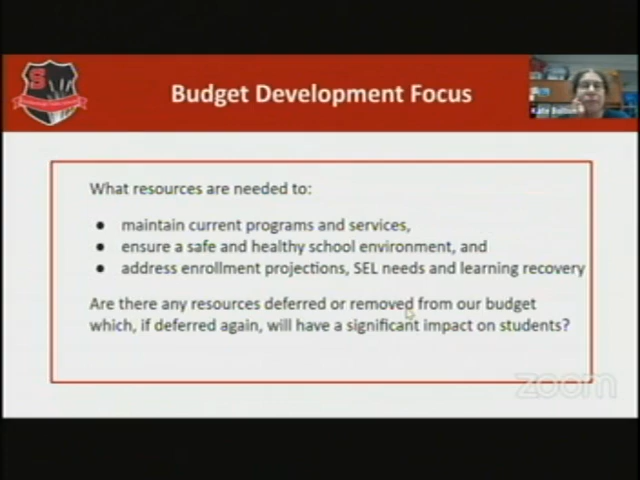 Budget Development Focus
S
Kate Bolton
What resources are needed to:
● maintain current programs and services,
● ensure a safe and healthy school environment, and
● address enrollment projections, SEL needs and learning recovery
Are there any resources deferred or removed from our budget
which, if deferred again, will have a significant impact on students?
zoom